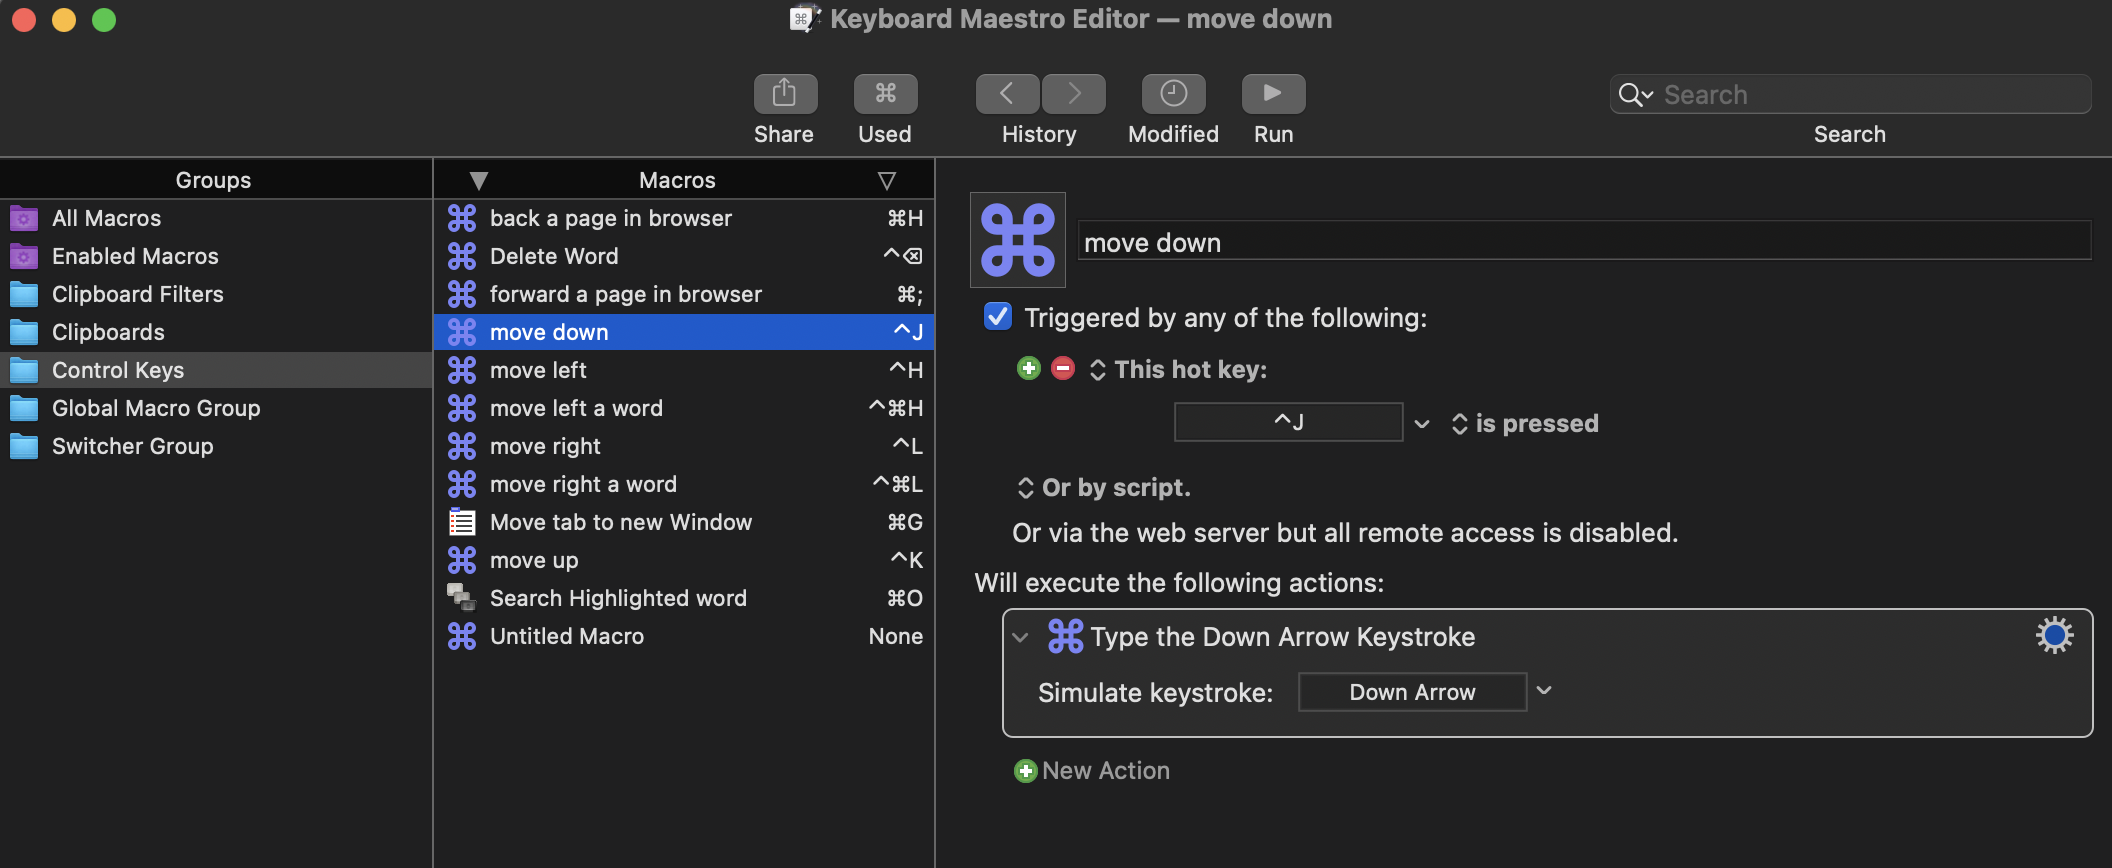 Keyboard Maestro Editor — move down
Share
Used
History
Modified
Run
Search
Search
Groups
All Macros
Enabled Macros
Clipboard Filters
Clipboards
Control Keys
Global Macro Group
Switcher Group
Macros
back a page in browser ⌘H
Delete Word ^⌫
forward a page in browser ⌘;
move down ^J
move left ^H
move left a word ^⌘H
move right ^L
move right a word ^⌘L
Move tab to new Window ⌘G
move up ^K
Search Highlighted word ⌘O
Untitled Macro None
move down
Triggered by any of the following:
This hot key:
^J is pressed
Or by script.
Or via the web server but all remote access is disabled.
Will execute the following actions:
Type the Down Arrow Keystroke
Simulate keystroke: Down Arrow
New Action